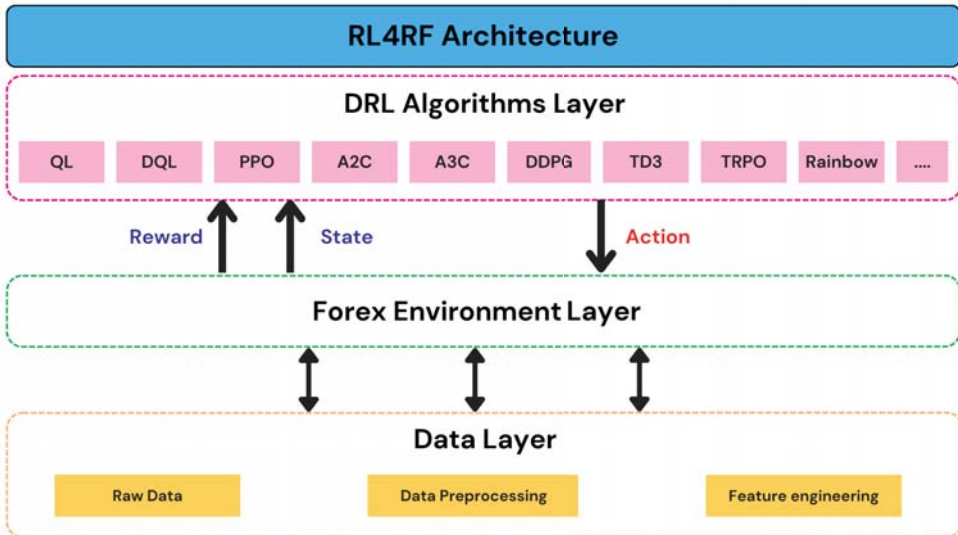 RL4RF Architecture
DRL Algorithms Layer
QL DQL PPO A2C A3C DDPG TD3 TRPO Rainbow ....
Reward State Action
Forex Environment Layer
Data Layer
Raw Data Data Preprocessing Feature engineering